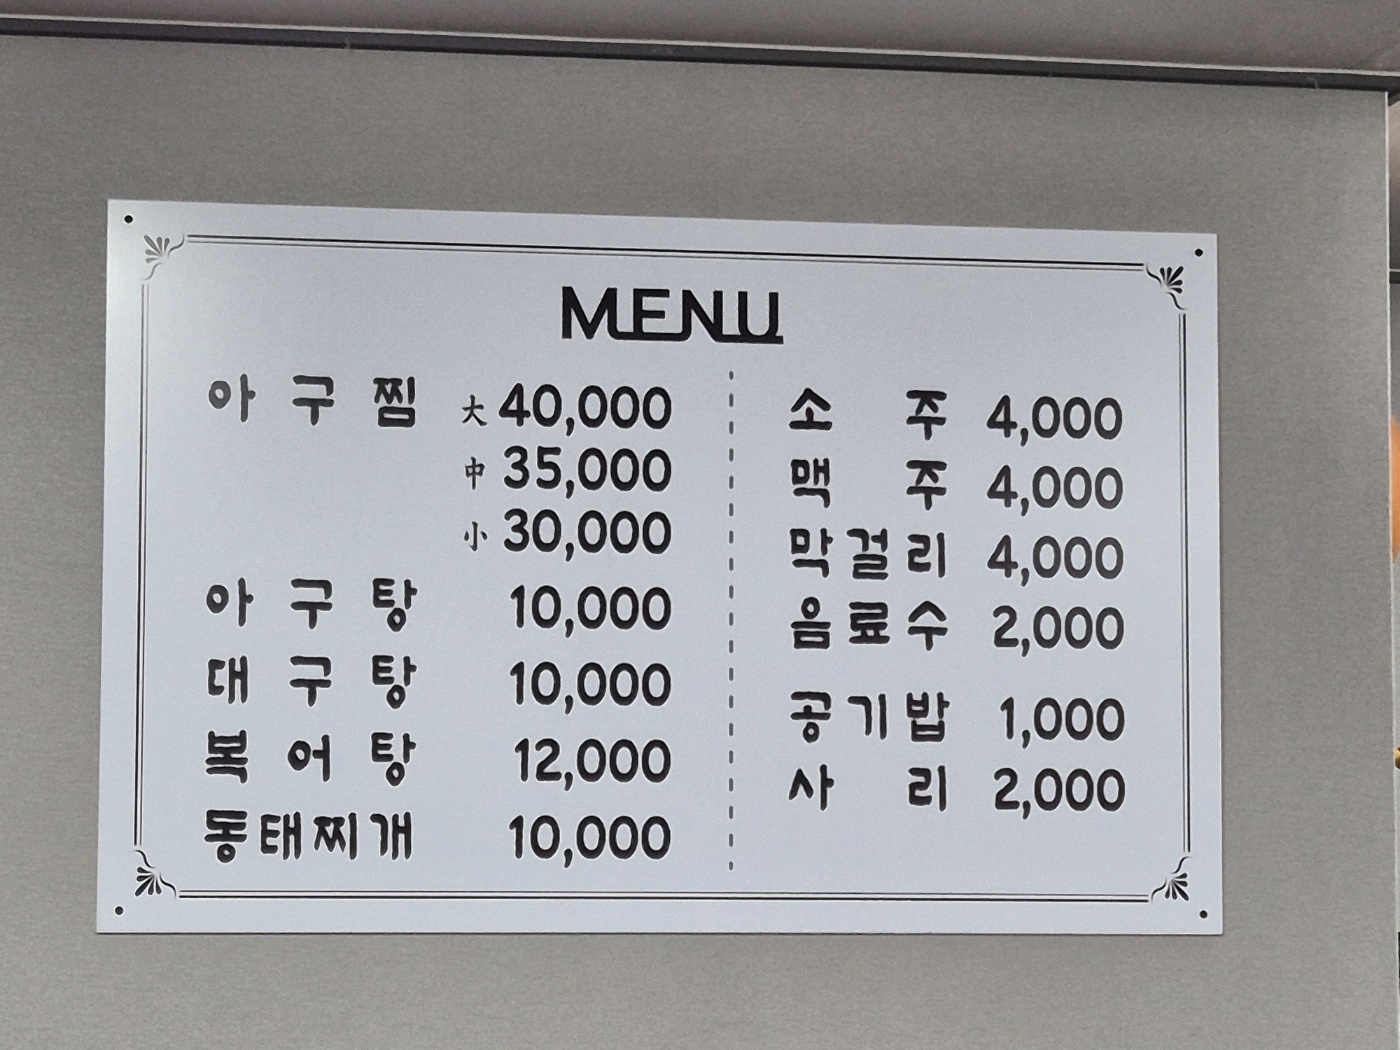 MENU
아구찜 大 40,000
中 35,000
小 30,000
아구탕 10,000
대구탕 10,000
복어탕 12,000
동태찌개 10,000
소주 4,000
맥주 4,000
막걸리 4,000
음료수 2,000
공기밥 1,000
사리 2,000